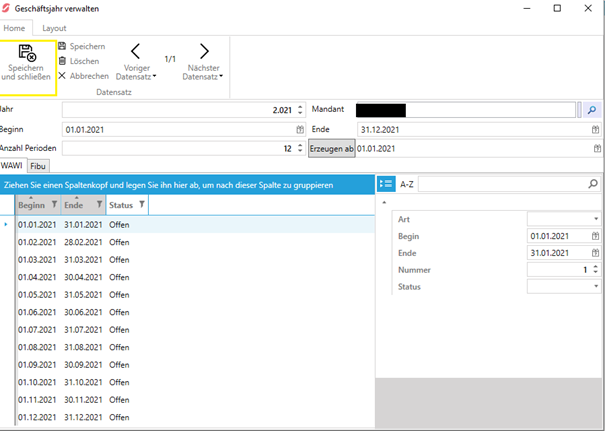 Geschäftsjahr verwalten
Home Layout
Speichern und schließen
Speichern
Löschen
Abbrechen
Voriger Datensatz
1/1
Nächster Datensatz
Datensatz
Jahr 2.021 Mandant
Beginn 01.01.2021 Ende 31.12.2021
Anzahl Perioden 12 Erzeugen ab 01.01.2021
WAWI Fibu
Ziehen Sie einen Spaltenkopf und legen Sie ihn hier ab, um nach dieser Spalte zu gruppieren
Beginn Ende Status
01.01.2021 31.01.2021 Offen
01.02.2021 28.02.2021 Offen
01.03.2021 31.03.2021 Offen
01.04.2021 30.04.2021 Offen
01.05.2021 31.05.2021 Offen
01.06.2021 30.06.2021 Offen
01.07.2021 31.07.2021 Offen
01.08.2021 31.08.2021 Offen
01.09.2021 30.09.2021 Offen
01.10.2021 31.10.2021 Offen
01.11.2021 30.11.2021 Offen
01.12.2021 31.12.2021 Offen
A-Z
Art
Begin 01.01.2021
Ende 31.01.2021
Nummer 1
Status